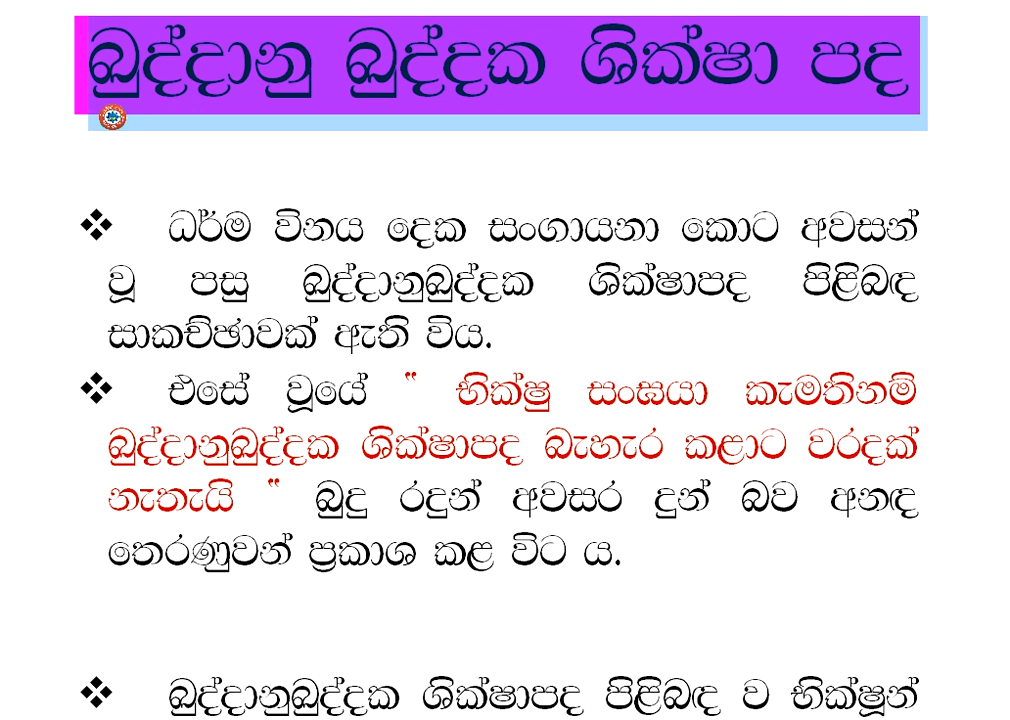 ඛුද්දානු ඛුද්දක ශික්ෂා පද
❖ ධර්ම විනය දෙක සංගායනා කොට අවසන්
වූ පසු ඛුද්දානුඛුද්දක ශික්ෂාපද පිළිබඳ
සාකච්ඡාවක් ඇති විය.
❖ එසේ වූයේ “ භික්ෂු සංඝයා කැමතිනම්
ඛුද්දානුඛුද්දක ශික්ෂාපද බැහැර කළාට වරදක්
නැතැයි “ බුදු රදුන් අවසර දුන් බව අනඳ
තෙරණුවන් ප්‍රකාශ කළ විට ය.
❖ ඛුද්දානුඛුද්දක ශික්ෂාපද පිළිබඳ ව භික්ෂූන්